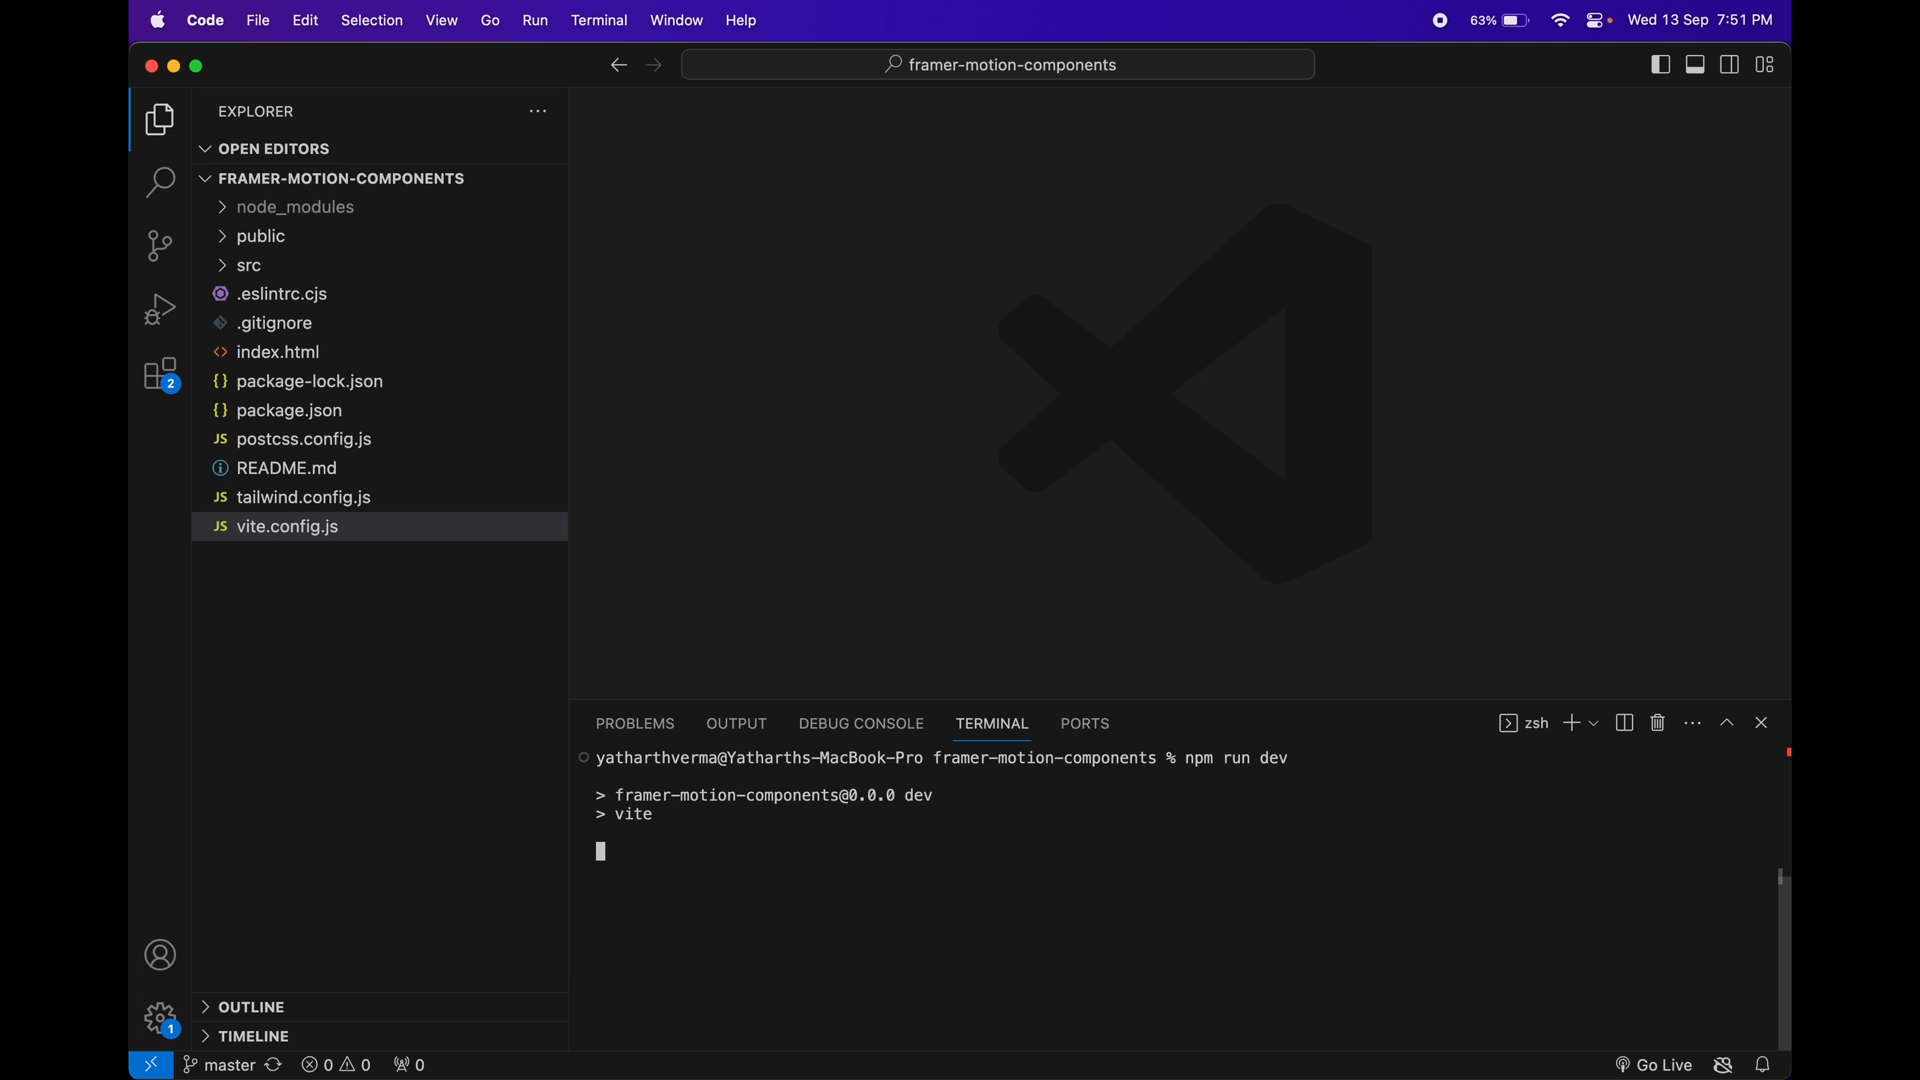 Code File Edit Selection View Go Run Terminal Window Help 63% Wed 13 Sep 7:51 PM
framer-motion-components
EXPLORER
OPEN EDITORS
FRAMER-MOTION-COMPONENTS
node_modules
public
src
.eslintrc.cjs
.gitignore
index.html
{} package-lock.json
{} package.json
JS postcss.config.js
README.md
JS tailwind.config.js
JS vite.config.js
2
OUTLINE
TIMELINE
1
PROBLEMS OUTPUT DEBUG CONSOLE TERMINAL PORTS zsh
yatharthverma@Yatharths-MacBook-Pro framer-motion-components % npm run dev
> framer-motion-components@0.0.0 dev
> vite
master 0 0 0 Go Live